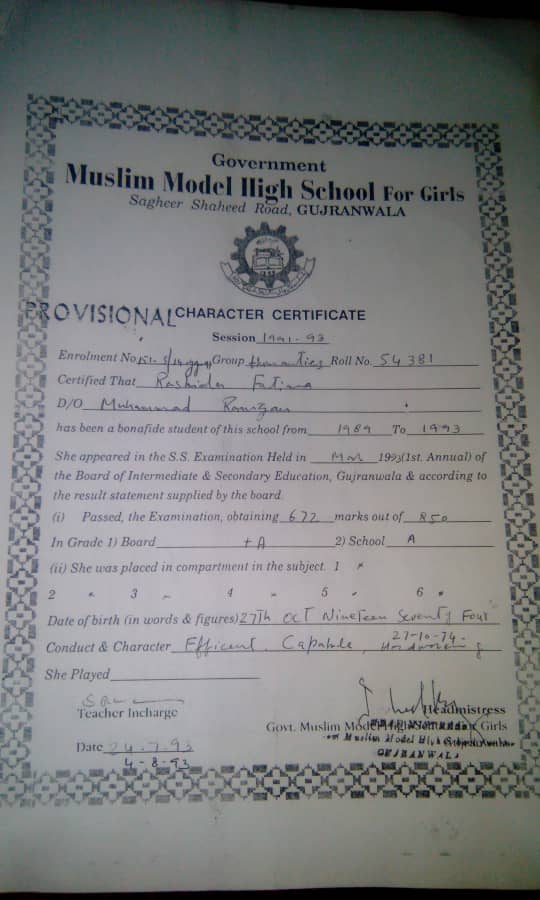 Government
Muslim Model High School For Girls
Sagheer Shaheed Road, GUJRANWALA
PROVISIONAL CHARACTER CERTIFICATE
Session 1991-93
Enrolment No. Group Humanities Roll No. 54381
Certified That Rashida Fatima
D/O Muhammad Ramzan
has been a bonafide student of this school from 1989 To 1993
She appeared in the S.S. Examination Held in 1993(1st. Annual) of
the Board of Intermediate & Secondary Education, Gujranwala & according to
the result statement supplied by the board.
(i) Passed, the Examination, obtaining 672 marks out of 850
In Grade 1) Board +A 2) School A
(ii) She was placed in compartment in the subject. 1 ×
2 3 4 5 6
Date of birth (in words & figures) 27th OCT Nineteen Seventy Four
27-10-74
Conduct & Character Efficent, Capable,
She Played
Teacher Incharge
Headmistress
Govt. Muslim Model High School Girls
Date 24-7-93
4-8-93
Muslim Model High School
GUJRANWALA